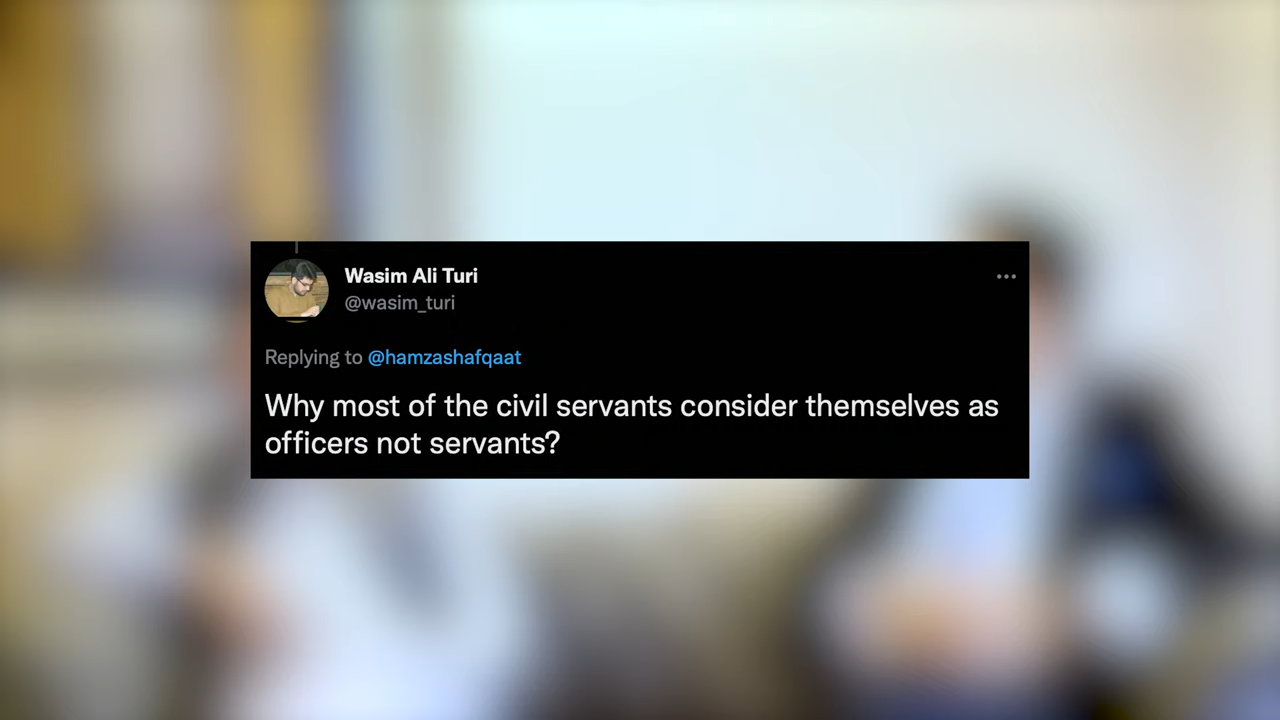 Wasim Ali Turi
@wasim_turi
Replying to @hamzashafqaat
Why most of the civil servants consider themselves as
officers not servants?